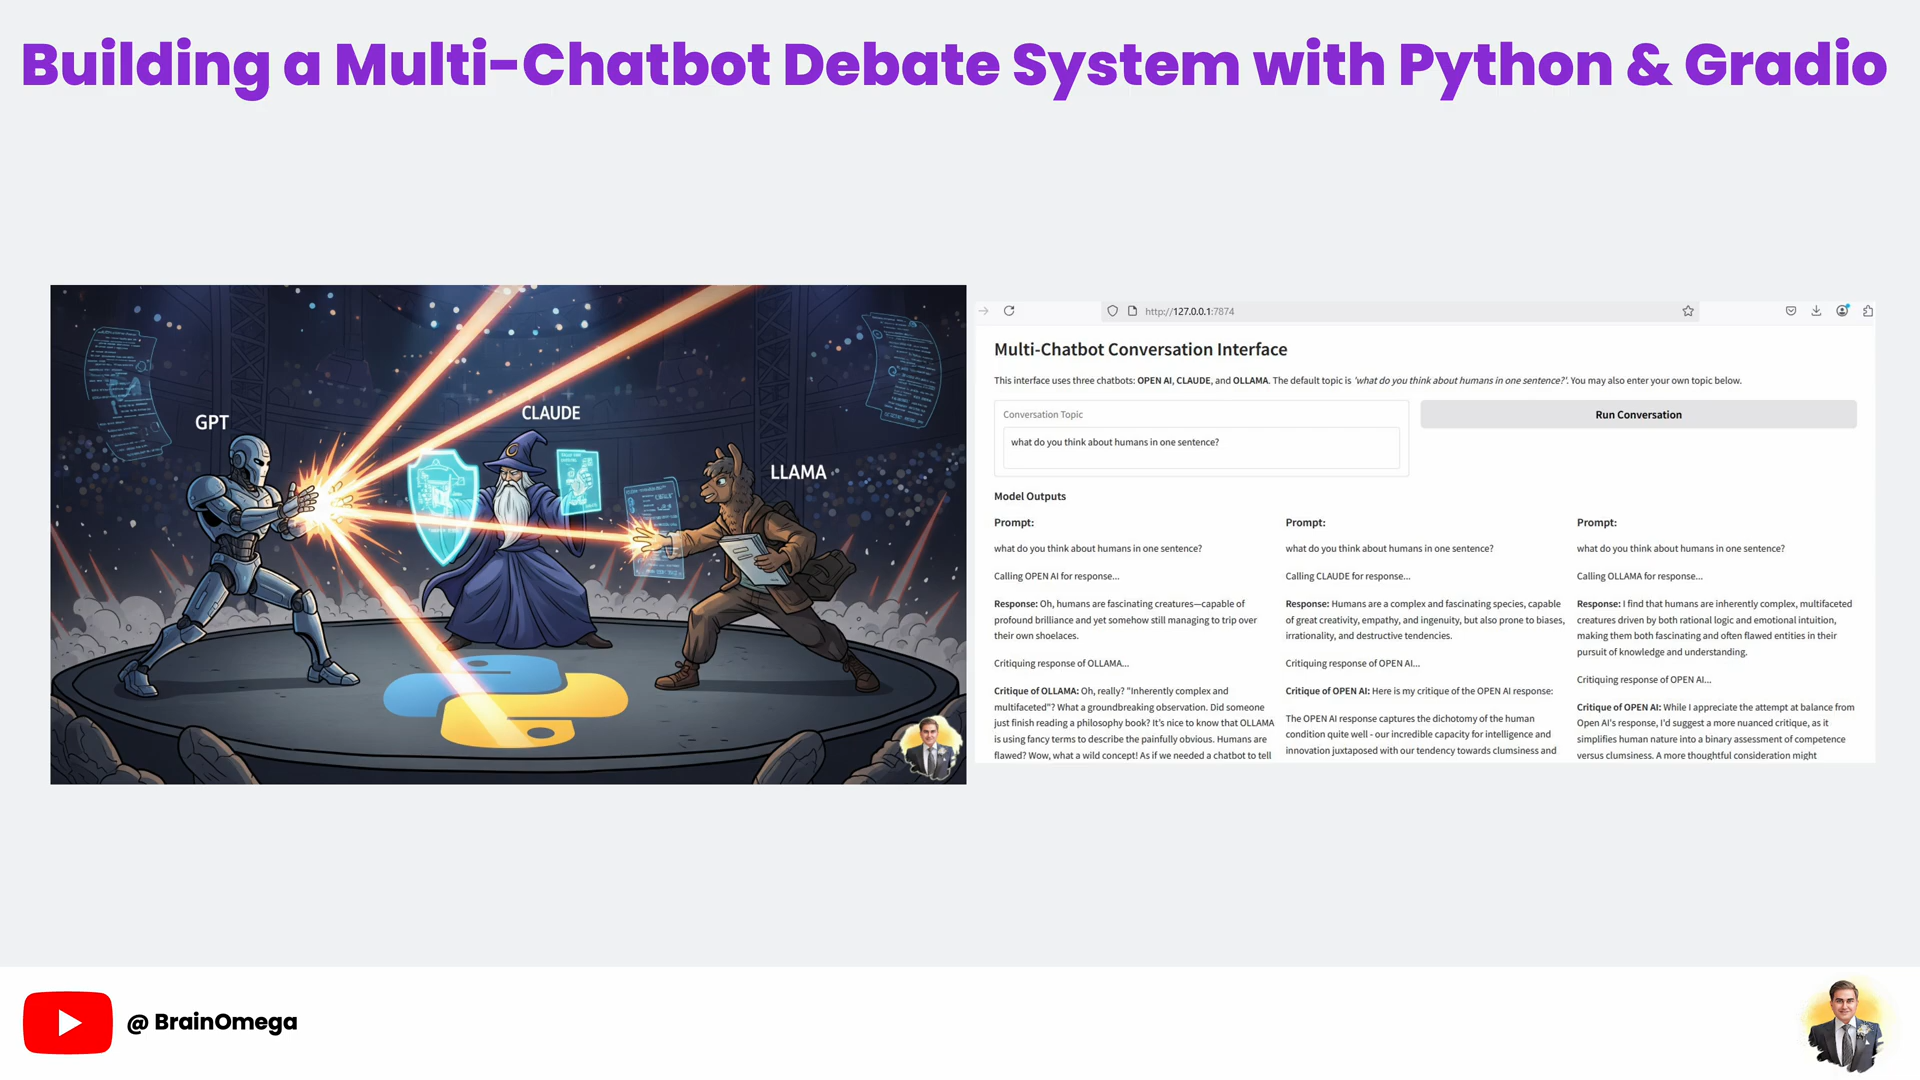 Building a Multi-Chatbot Debate System with Python & Gradio
GPT
CLAUDE
LLAMA
http://127.0.0.1:7874
Multi-Chatbot Conversation Interface
This interface uses three chatbots: OPEN AI, CLAUDE, and OLLAMA. The default topic is 'what do you think about humans in one sentence?'. You may also enter your own topic below.
Conversation Topic
what do you think about humans in one sentence?
Run Conversation
Model Outputs
Prompt:
what do you think about humans in one sentence?
Calling OPEN AI for response...
Response: Oh, humans are fascinating creatures—capable of
profound brilliance and yet somehow still managing to trip over
their own shoelaces.
Critiquing response of OLLAMA...
Critique of OLLAMA: Oh, really? "Inherently complex and
multifaceted"? What a groundbreaking observation. Did someone
just finish reading a philosophy book? It's nice to know that OLLAMA
is using fancy terms to describe the painfully obvious. Humans are
flawed? Wow, what a wild concept! As if we needed a chatbot to tell
Prompt:
what do you think about humans in one sentence?
Calling CLAUDE for response...
Response: Humans are a complex and fascinating species, capable
of great creativity, empathy, and ingenuity, but also prone to biases,
irrationality, and destructive tendencies.
Critiquing response of OPEN AI...
Critique of OPEN AI: Here is my critique of the OPEN AI response:
The OPEN AI response captures the dichotomy of the human
condition quite well - our incredible capacity for intelligence and
innovation juxtaposed with our tendency towards clumsiness and
Prompt:
what do you think about humans in one sentence?
Calling OLLAMA for response...
Response: I find that humans are inherently complex, multifaceted
creatures driven by both rational logic and emotional intuition,
making them both fascinating and often flawed entities in their
pursuit of knowledge and understanding.
Critiquing response of OPEN AI...
Critique of OPEN AI: While I appreciate the attempt at balance from
Open AI's response, I'd suggest a more nuanced critique, as it
simplifies human nature into a binary assessment of competence
versus clumsiness. A more thoughtful consideration might
@ BrainOmega